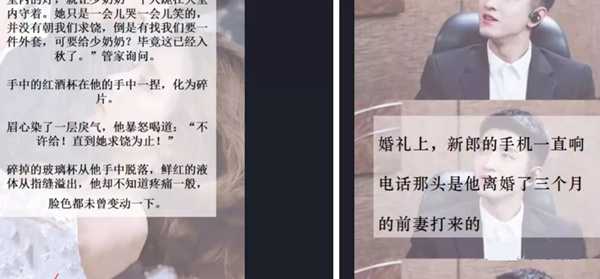 里守着。她只是一会儿哭一会儿笑的，
并没有朝我们求饶，倒是有找我们要一
件外套，可要给少奶奶？毕竟这已经入
秋了。”管家询问。
手中的红酒杯在他的手中一捏，化为碎
片。
眉心染了一层戾气，他暴怒喝道：“不
许给！直到她求饶为止！”
碎掉的玻璃杯从他手中脱落，鲜红的液
体从指缝溢出，他却不知道疼痛一般，
脸色都未曾变动一下。
婚礼上，新郎的手机一直响
电话那头是他离婚了三个月
的前妻打来的